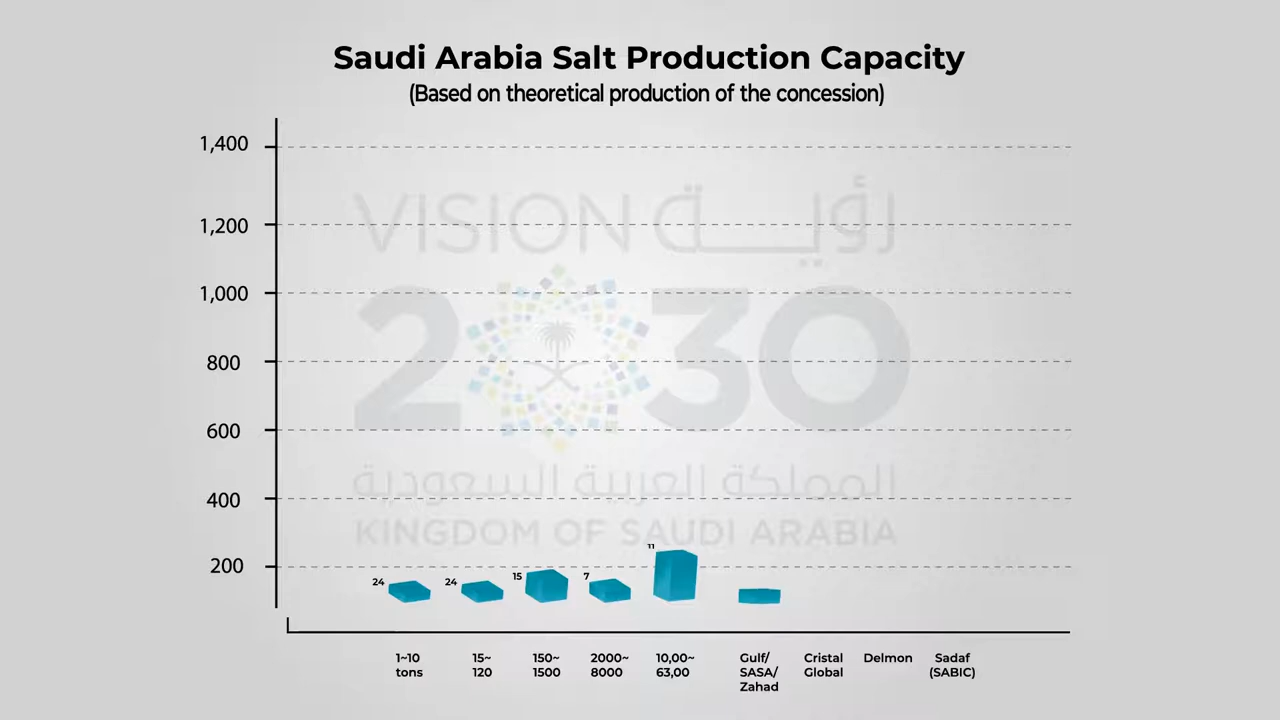 Saudi Arabia Salt Production Capacity
(Based on theoretical production of the concession)
1,400
1,200
1,000
800
600
400
200
VISION رؤيـــة
2030
المملكة العربية السعودية
KINGDOM OF SAUDI ARABIA
24
24
15
7
11
1~10
tons
15~
120
150~
1500
2000~
8000
10,00~
63,00
Gulf/
SASA/
Zahad
Cristal
Global
Delmon
Sadaf
(SABIC)